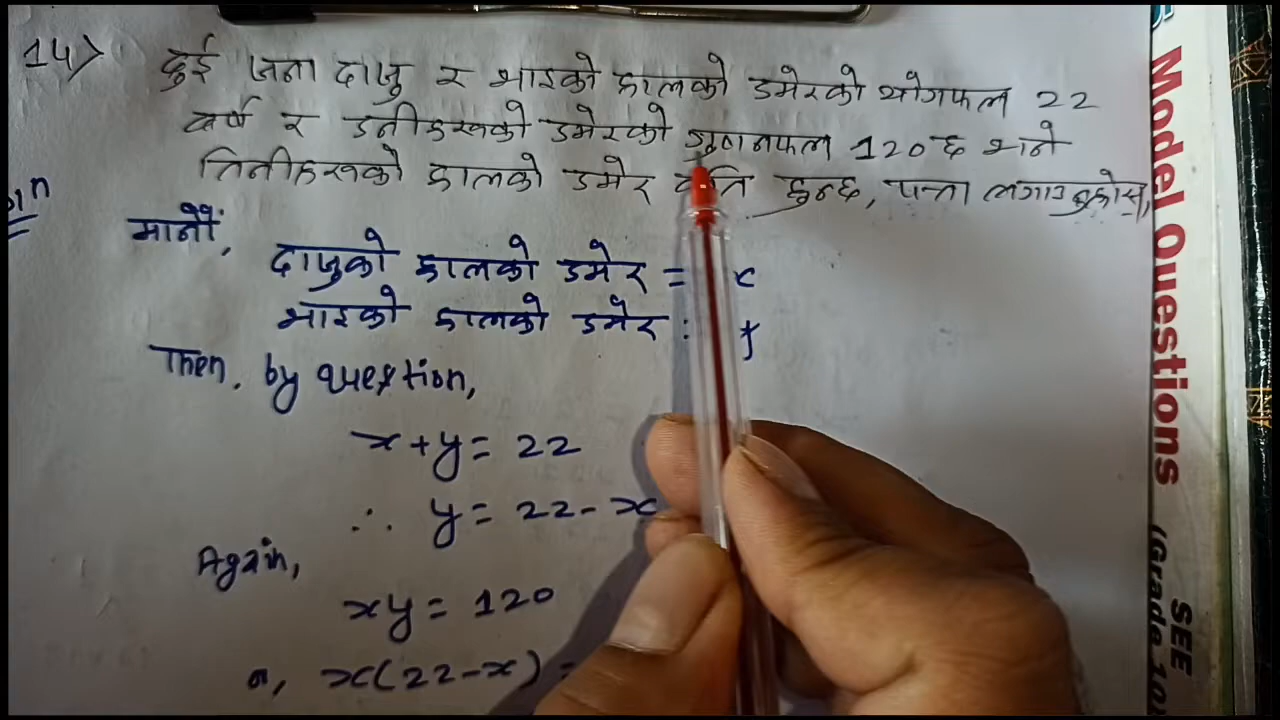 14> दुई जना दाजु र भाइको हालको उमेरको योगफल 22
वर्ष र उनीहरूको उमेरको गुणनफल 120 छ भने
तिनीहरूको हालको उमेर कति हुन्छ, पत्ता लगाउनुहोस्,
मानौं,
दाजुको हालको उमेर = x
भाइको हालको उमेर = y
Then, by question,
x + y = 22
∴ y = 22 - x
Again,
xy = 120
or, x(22-x) =
Model Questions
SEE
(Grade 10)